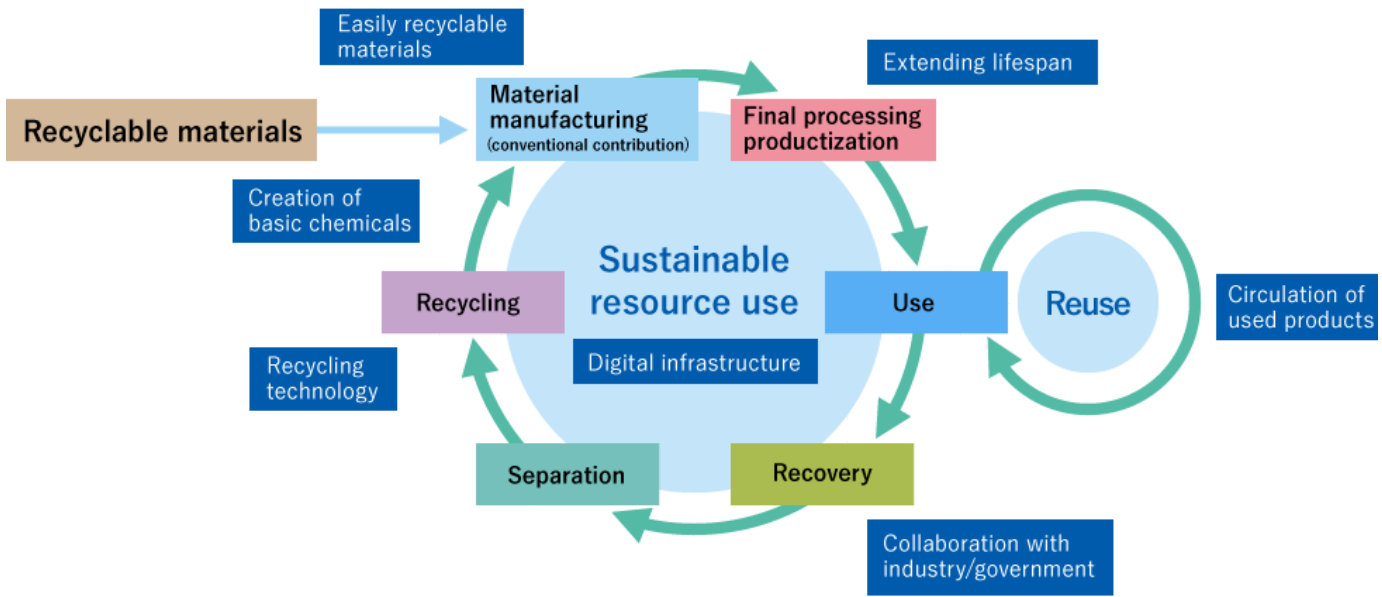 Easily recyclable
materials
Extending lifespan
Recyclable materials
Material
manufacturing
(conventional contribution)
Final processing
productization
Creation of
basic chemicals
Sustainable
resource use
Digital infrastructure
Recycling
Use
Reuse
Circulation of
used products
Recycling
technology
Separation
Recovery
Collaboration with
industry/government